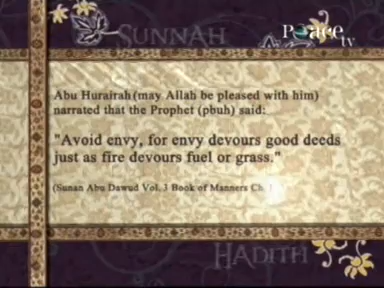 SUNNAH
Peace
tv
Abu Hurairah (may Allah be pleased with him)
narrated that the Prophet (pbuh) said:
"Avoid envy, for envy devours good deeds
just as fire devours fuel or grass."
(Sunan Abu Dawud Vol. 3 Book of Manners Ch.
HADITH